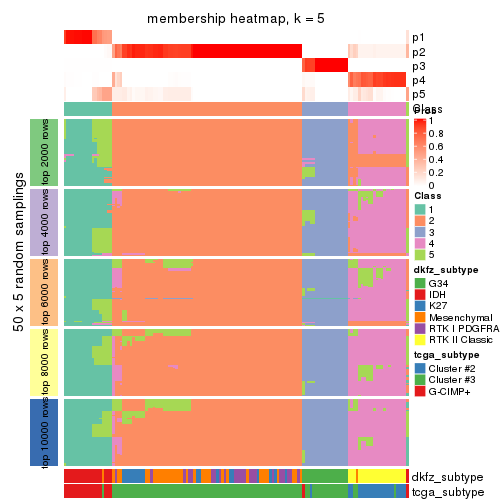 membership heatmap, k = 5
p1
p2
p3
p4
p5
Class
Prob
1
0.8
0.6
0.4
0.2
0
Class
1
2
3
4
5
dkfz_subtype
G34
IDH
K27
Mesenchymal
RTK I PDGFRA
RTK II Classic
tcga_subtype
Cluster #2
Cluster #3
G-CIMP+
50 x 5 random samplings
top 2000 rows
top 4000 rows
top 6000 rows
top 8000 rows
top 10000 rows
dkfz_subtype
tcga_subtype